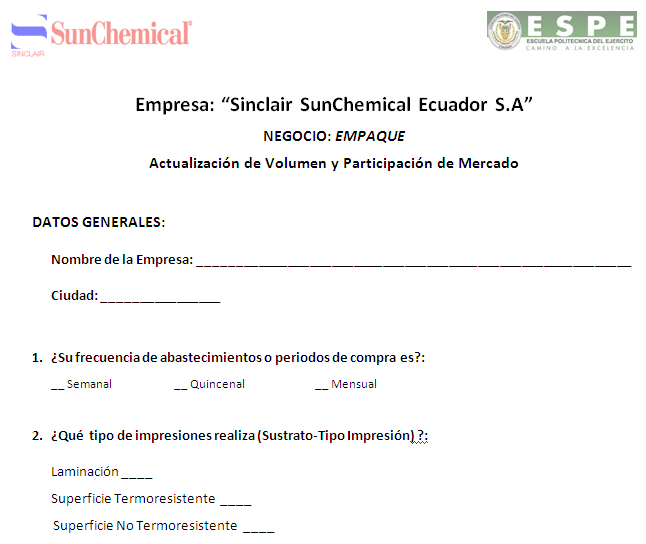 SunChemical®
SINCLAIR
ESPE
ESCUELA POLITECNICA DEL EJERCITO
CAMINO A LA EXCELENCIA
Empresa: “Sinclair SunChemical Ecuador S.A”
NEGOCIO: EMPAQUE
Actualización de Volumen y Participación de Mercado
DATOS GENERALES:
Nombre de la Empresa: ______________________________________________________
Ciudad: _______________
1. ¿Su frecuencia de abastecimientos o periodos de compra es?:
__ Semanal __ Quincenal __ Mensual
2. ¿Qué tipo de impresiones realiza (Sustrato-Tipo Impresión) ?:
Laminación ____
Superficie Termoresistente ____
Superficie No Termoresistente ____